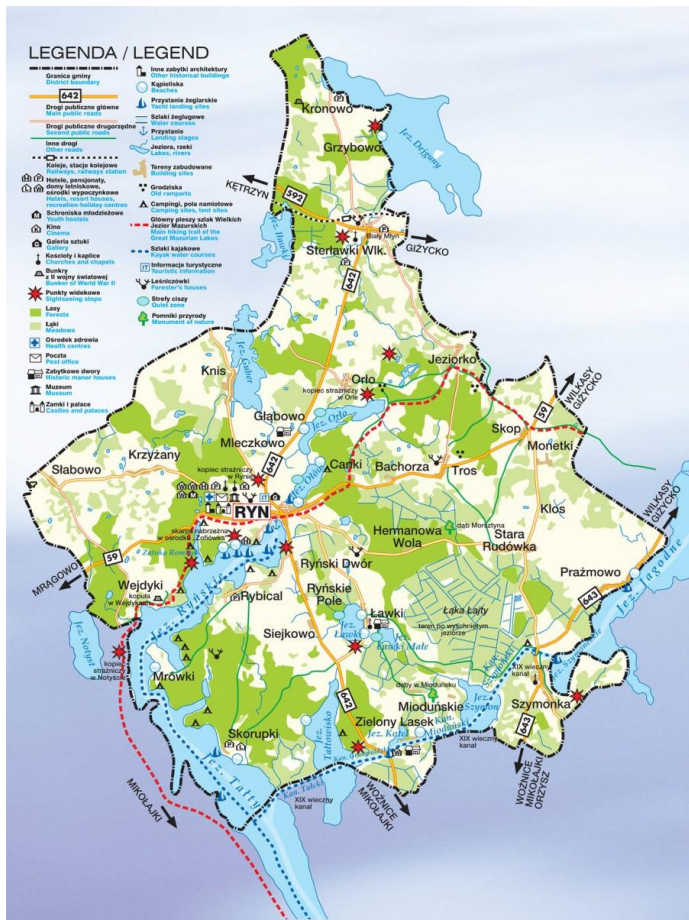 LEGENDA / LEGEND
Granica gminy
District boundary
642
Drogi publiczne główne
Main public roads
Drogi publiczne drugorzędne
Second public roads
Inne drogi
Other roads
Koleje, stacje kolejowe
Railways, railways station
Hotele, pensjonaty,
domy letniskowe,
ośrodki wypoczynkowe
Hotels, resort houses,
recreation-holiday centres
Schroniska młodzieżowe
Youth hostels
Kino
Cinema
Galeria sztuki
Gallery
Kościoły i kaplice
Churches and chapels
Bunkry
z II wojny światowej
Bunker of World War II
Punkty widokowe
Sightseeing stops
Lasy
Forests
Łąki
Meadows
Ośrodek zdrowia
Health centres
Poczta
Post office
Zabytkowe dwory
Historic manor houses
Muzeum
Museum
Zamki i pałace
Castles and palaces
Inne zabytki architektury
Other historical buildings
Kąpieliska
Beaches
Przystanie żeglarskie
Yacht landing sites
Szlaki żeglugowe
Water courses
Przystanie
Landing stages
Jeziora, rzeki
Lakes, rivers
Tereny zabudowane
Building sites
Grodziska
Old ramparts
Campingi, pola namiotowe
Camping sites, tent sites
Główny pieszy szlak Wielkich
Jezior Mazurskich
Main hiking trail of the
Great Mazurian Lakes
Szlaki kajakowe
Kayak water courses
Informacje turystyczne
Touristic information
Leśniczówki
Forester's houses
Strefy ciszy
Quiet zone
Pomniki przyrody
Monument of nature
Kronowo
Grzybowo
Jez. Dejguny
KĘTRZYN
592
Biały Młyn
GIŻYCKO
Sterławki Wlk.
642
Jez. Guber
Knis
Jeziorko
Orło
kopiec strażniczy
w Orle
Jez. Orło
Głąbowo
Mleczkowo
642
Skop
59
WILKASY
GIŻYCKO
Monetki
Krzyżany
Słabowo
kopiec strażniczy
w Rynie
Canki
Bachorza
Tros
RYN
Kłos
skarpa nabrzeżna
w ośrodku "Zofiówka"
Hermanowa
Wola
dąb Morsztyna
Stara
Rudówka
WILKASY
GIŻYCKO
59
MRĄGOWO
Ryński Dwór
Prażmowo
Wejdyki
kopuła
w Wejdykach
Rybical
Ryńskie
Pole
643
Jez. Jagodne
Ławki
Łąka Łajty
teren po wyschniętym
jeziorze
Jez. Notyst
Siejkowo
Jez.
Ławki
Jez.
Ławki Małe
kopiec
strażniczy
w Notyście
XIX wieczny
kanał
Mrówki
dęby w Mioduńsku
Mioduńskie
Jez.
Szymon
Szymonka
642
Zielony Lasek
Jez. Kotek
Kan.
Mioduński
643
Skorupki
Jez.
Tałtowisko
XIX wieczny
kanał
Jez. Tałty
Kan. Tałcki
XIX wieczny
kanał
MIKOŁAJKI
WOŹNICE
MIKOŁAJKI
WOŹNICE
MIKOŁAJKI
ORZYSZ